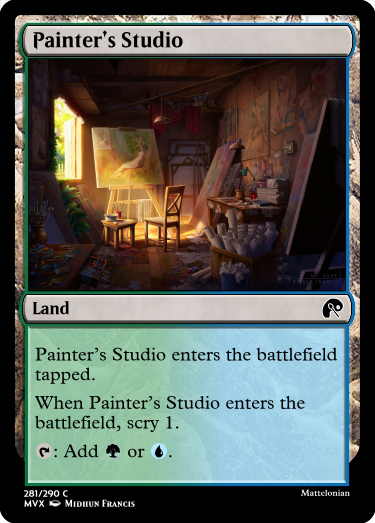 Painter's Studio
Land
Painter's Studio enters the battlefield
tapped.
When Painter's Studio enters the
battlefield, scry 1.
: Add or .
281/290 C
MVX Midhun Francis
Mattelonian